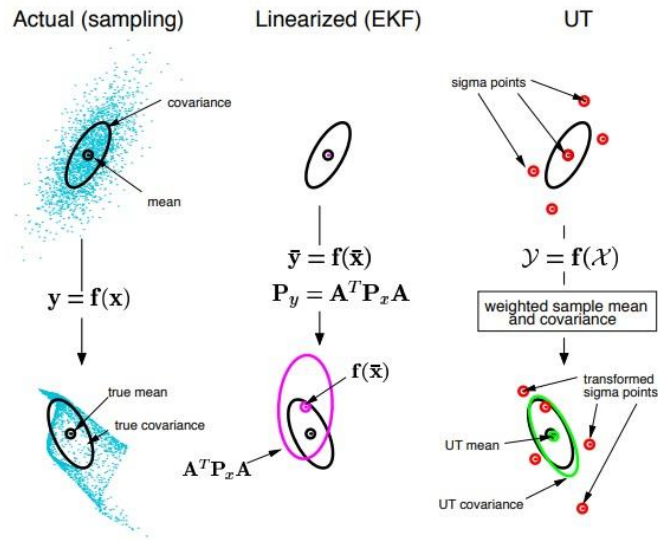 Actual (sampling)
Linearized (EKF)
UT
covariance
mean
sigma points
y = f(x)
ȳ = f(x̄)
P_y = A^T P_x A
𝒴 = f(𝒳)
weighted sample mean
and covariance
true mean
true covariance
f(x̄)
A^T P_x A
transformed
sigma points
UT mean
UT covariance